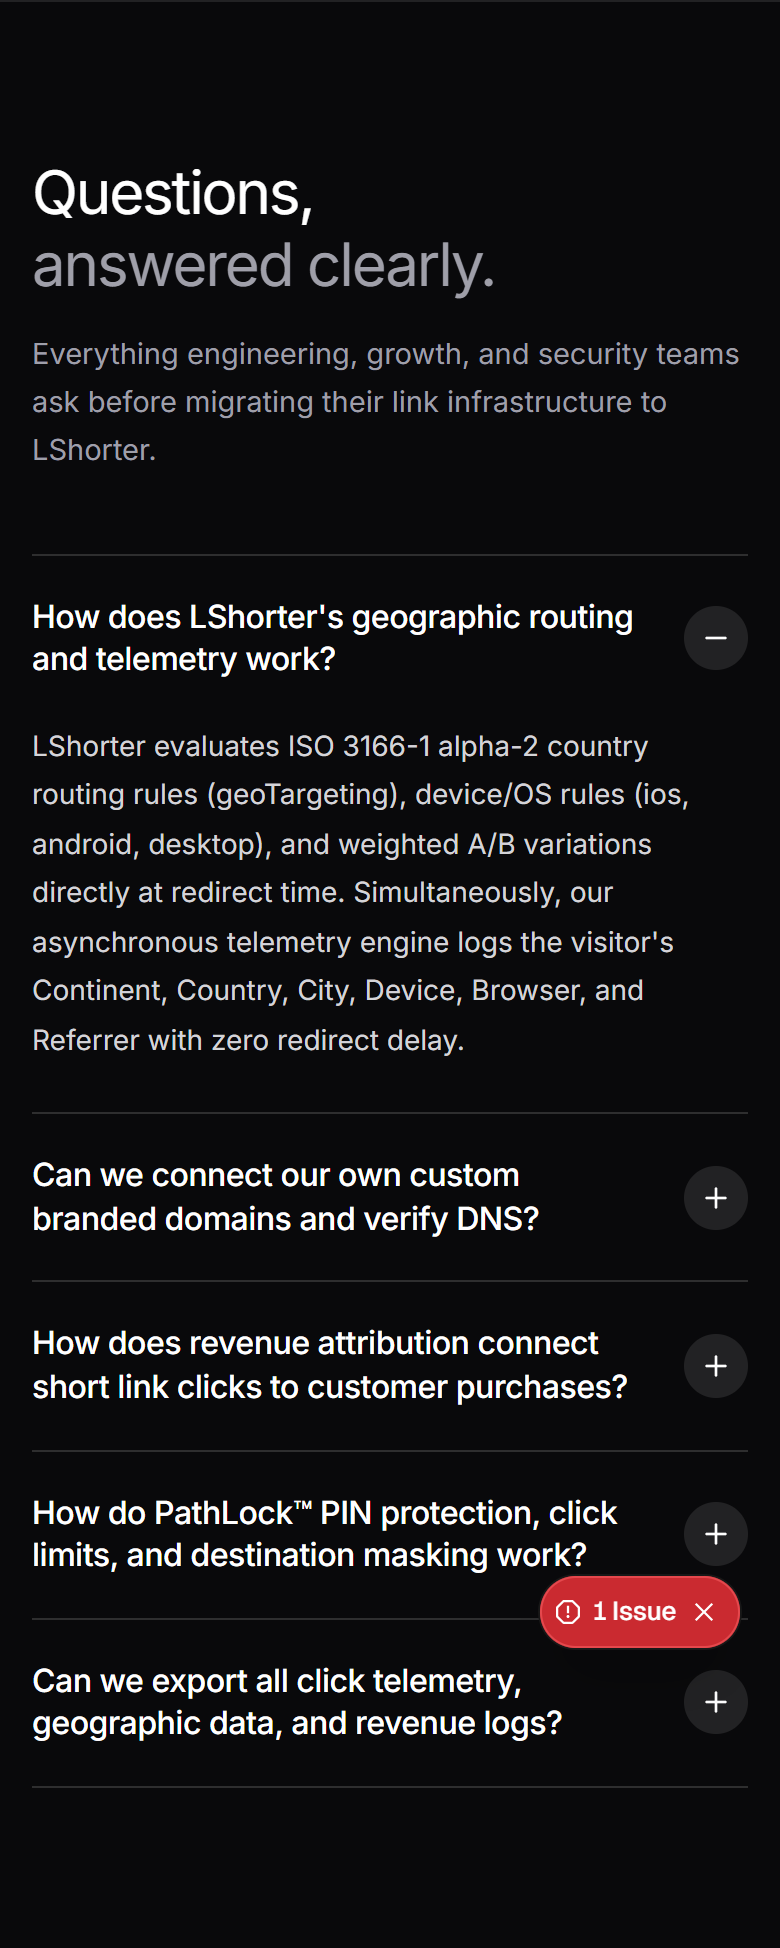 Questions,
answered clearly.
Everything engineering, growth, and security teams
ask before migrating their link infrastructure to
LShorter.
How does LShorter's geographic routing
and telemetry work?
LShorter evaluates ISO 3166-1 alpha-2 country
routing rules (geoTargeting), device/OS rules (ios,
android, desktop), and weighted A/B variations
directly at redirect time. Simultaneously, our
asynchronous telemetry engine logs the visitor's
Continent, Country, City, Device, Browser, and
Referrer with zero redirect delay.
Can we connect our own custom
branded domains and verify DNS?
How does revenue attribution connect
short link clicks to customer purchases?
How do PathLock™ PIN protection, click
limits, and destination masking work?
1 Issue
Can we export all click telemetry,
geographic data, and revenue logs?